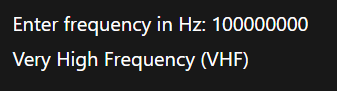 Enter frequency in Hz: 100000000
Very High Frequency (VHF)